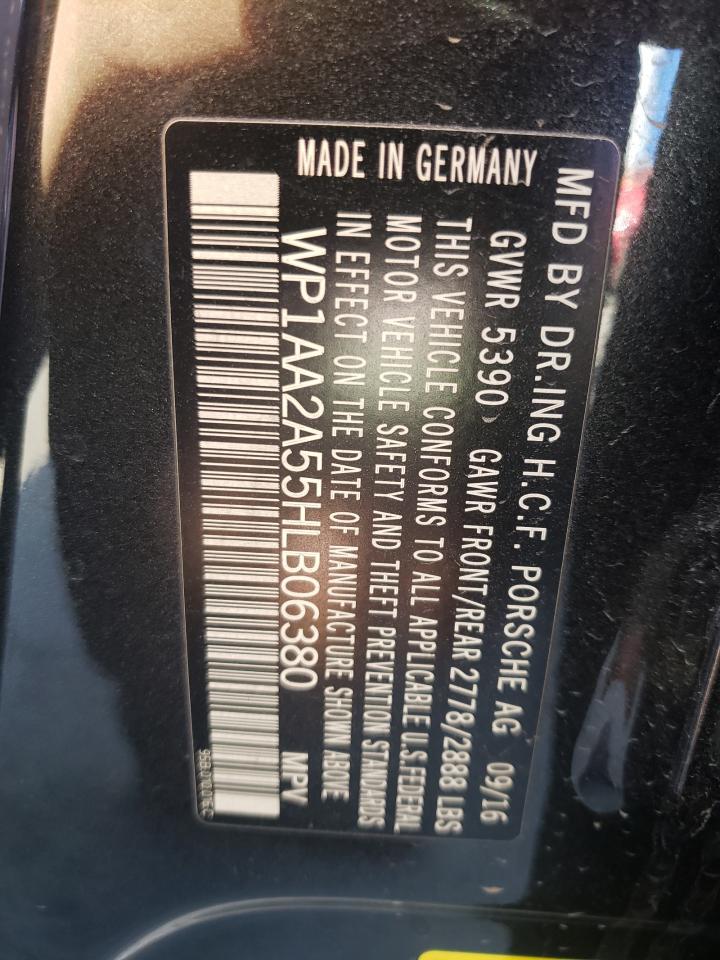 MFD BY DR.ING H.C.F. PORSCHE AG 09/16
GVWR 5390 GAWR FRONT/REAR 2778/2888 LBS
THIS VEHICLE CONFORMS TO ALL APPLICABLE U.S.FEDERAL
MOTOR VEHICLE SAFETY AND THEFT PREVENTION STANDARDS
IN EFFECT ON THE DATE OF MANUFACTURE SHOWN ABOVE
WP1AA2A55HLB06380 MPV
MADE IN GERMANY